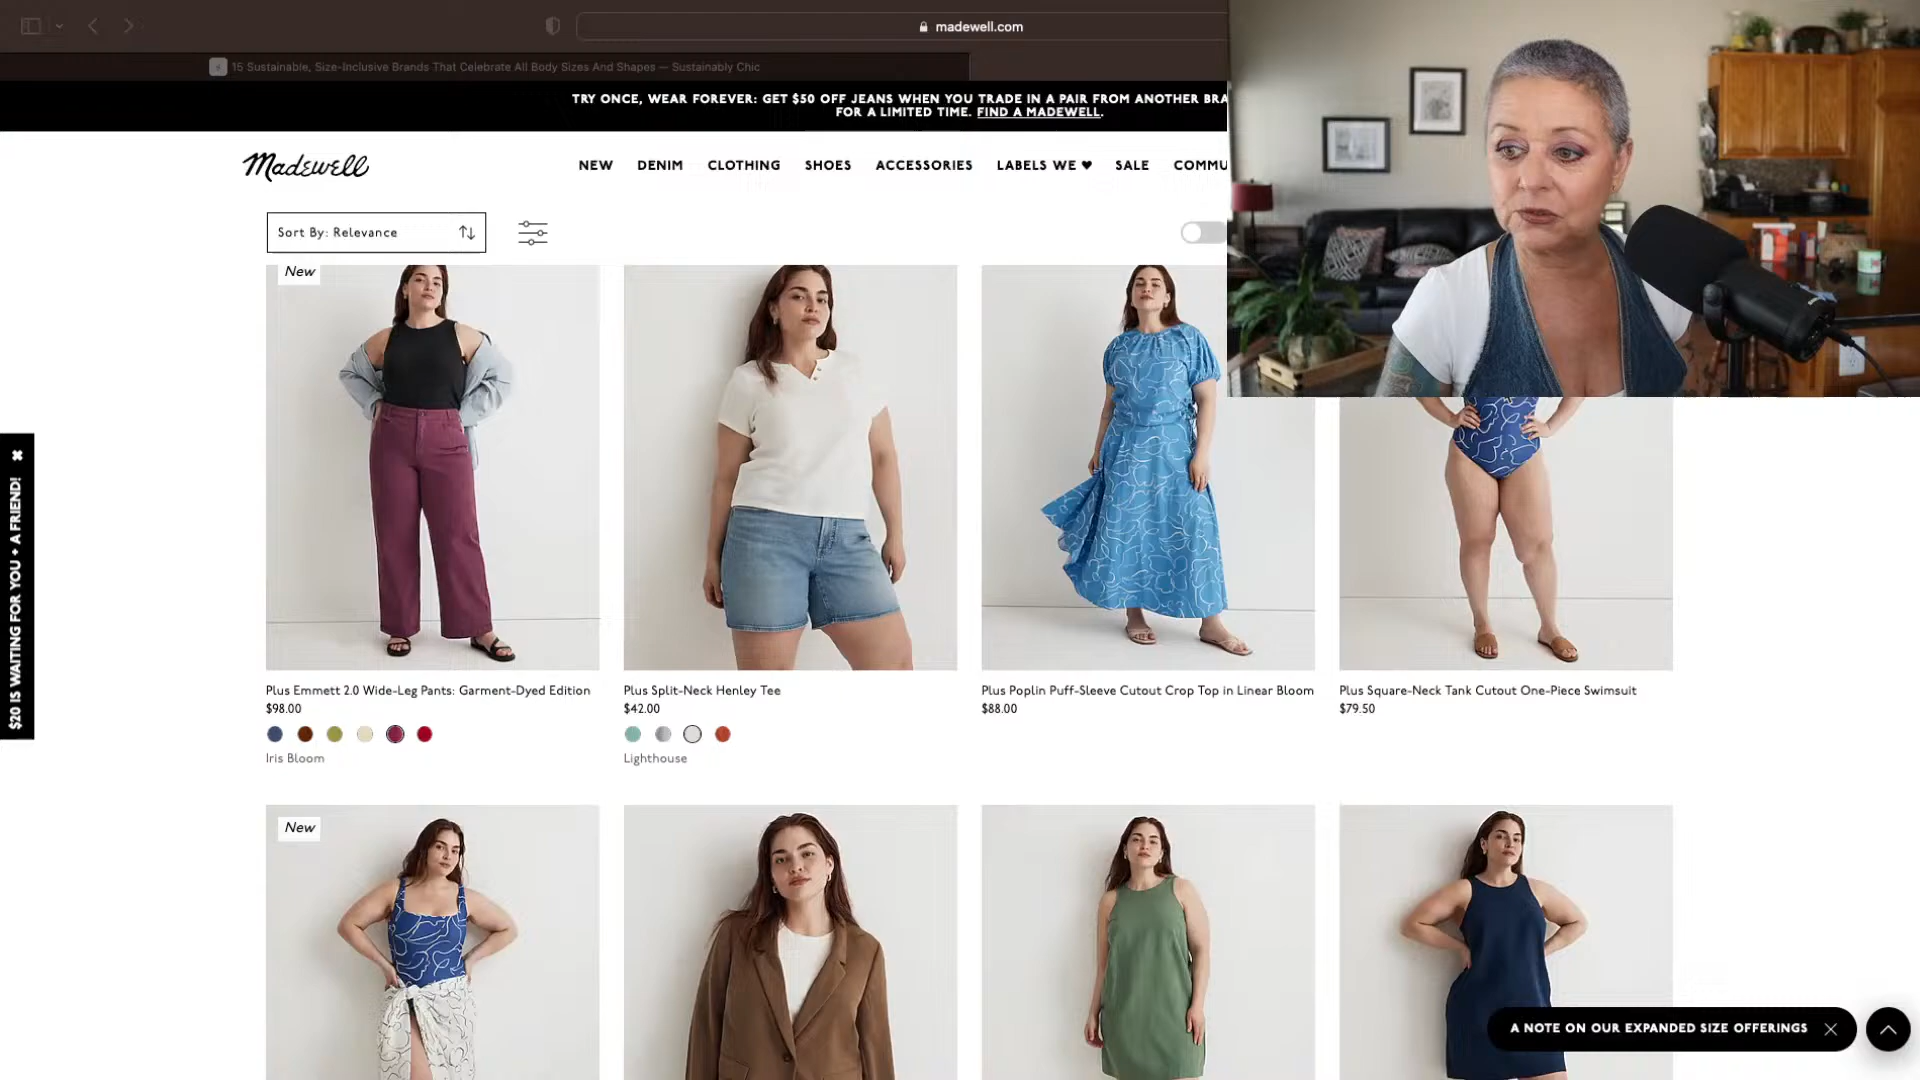 madewell.com
15 Sustainable, Size-Inclusive Brands That Celebrate All Body Sizes And Shapes — Sustainably Chic
TRY ONCE, WEAR FOREVER: GET $50 OFF JEANS WHEN YOU TRADE IN A PAIR FROM ANOTHER BRA
FOR A LIMITED TIME. FIND A MADEWELL.
Madewell
NEW DENIM CLOTHING SHOES ACCESSORIES LABELS WE ♥ SALE COMMU
Sort By: Relevance
New
Plus Emmett 2.0 Wide-Leg Pants: Garment-Dyed Edition
$98.00
Iris Bloom
Plus Split-Neck Henley Tee
$42.00
Lighthouse
Plus Poplin Puff-Sleeve Cutout Crop Top in Linear Bloom
$88.00
Plus Square-Neck Tank Cutout One-Piece Swimsuit
$79.50
$20 IS WAITING FOR YOU + A FRIEND!
New
A NOTE ON OUR EXPANDED SIZE OFFERINGS